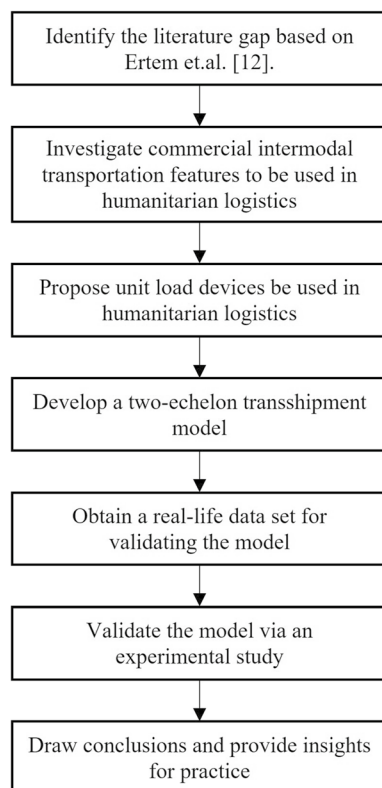 Identify the literature gap based on
Ertem et.al. [12].
Investigate commercial intermodal
transportation features to be used in
humanitarian logistics
Propose unit load devices be used in
humanitarian logistics
Develop a two-echelon transshipment
model
Obtain a real-life data set for
validating the model
Validate the model via an
experimental study
Draw conclusions and provide insights
for practice